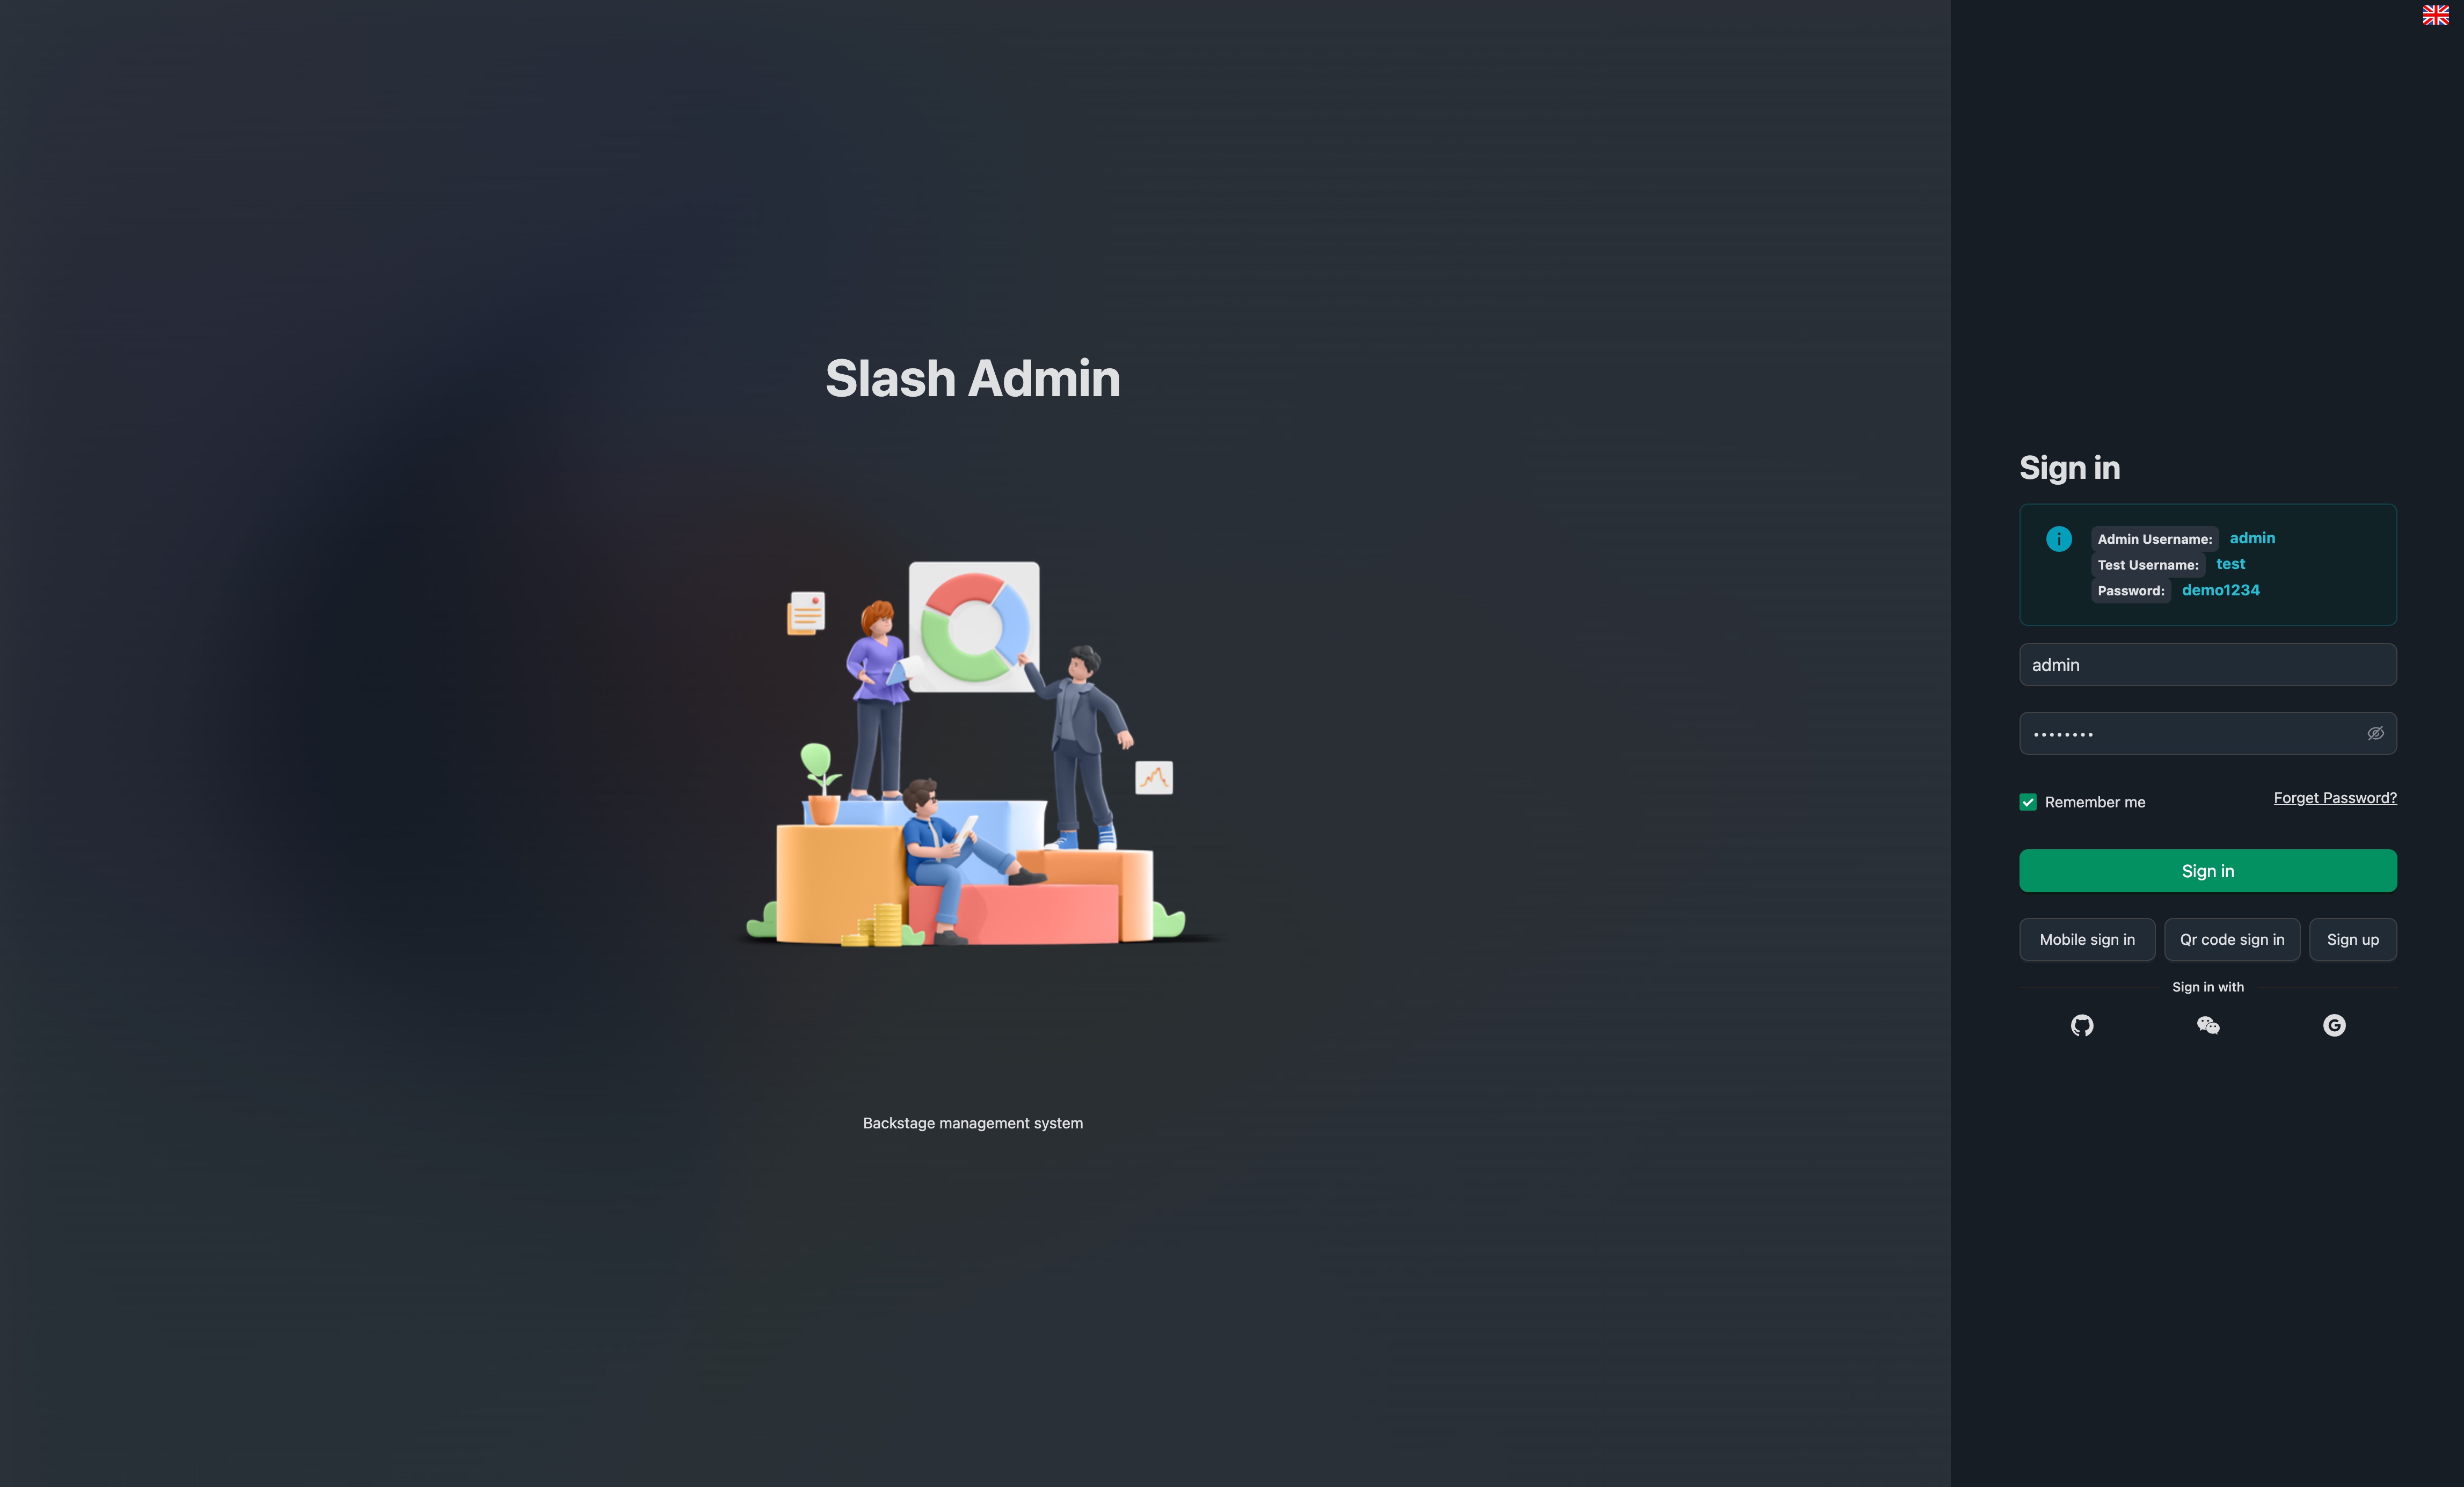 Slash Admin
Backstage management system
Sign in
Admin Username: admin
Test Username: test
Password: demo1234
admin
••••••••
Remember me
Forget Password?
Sign in
Mobile sign in
Qr code sign in
Sign up
Sign in with